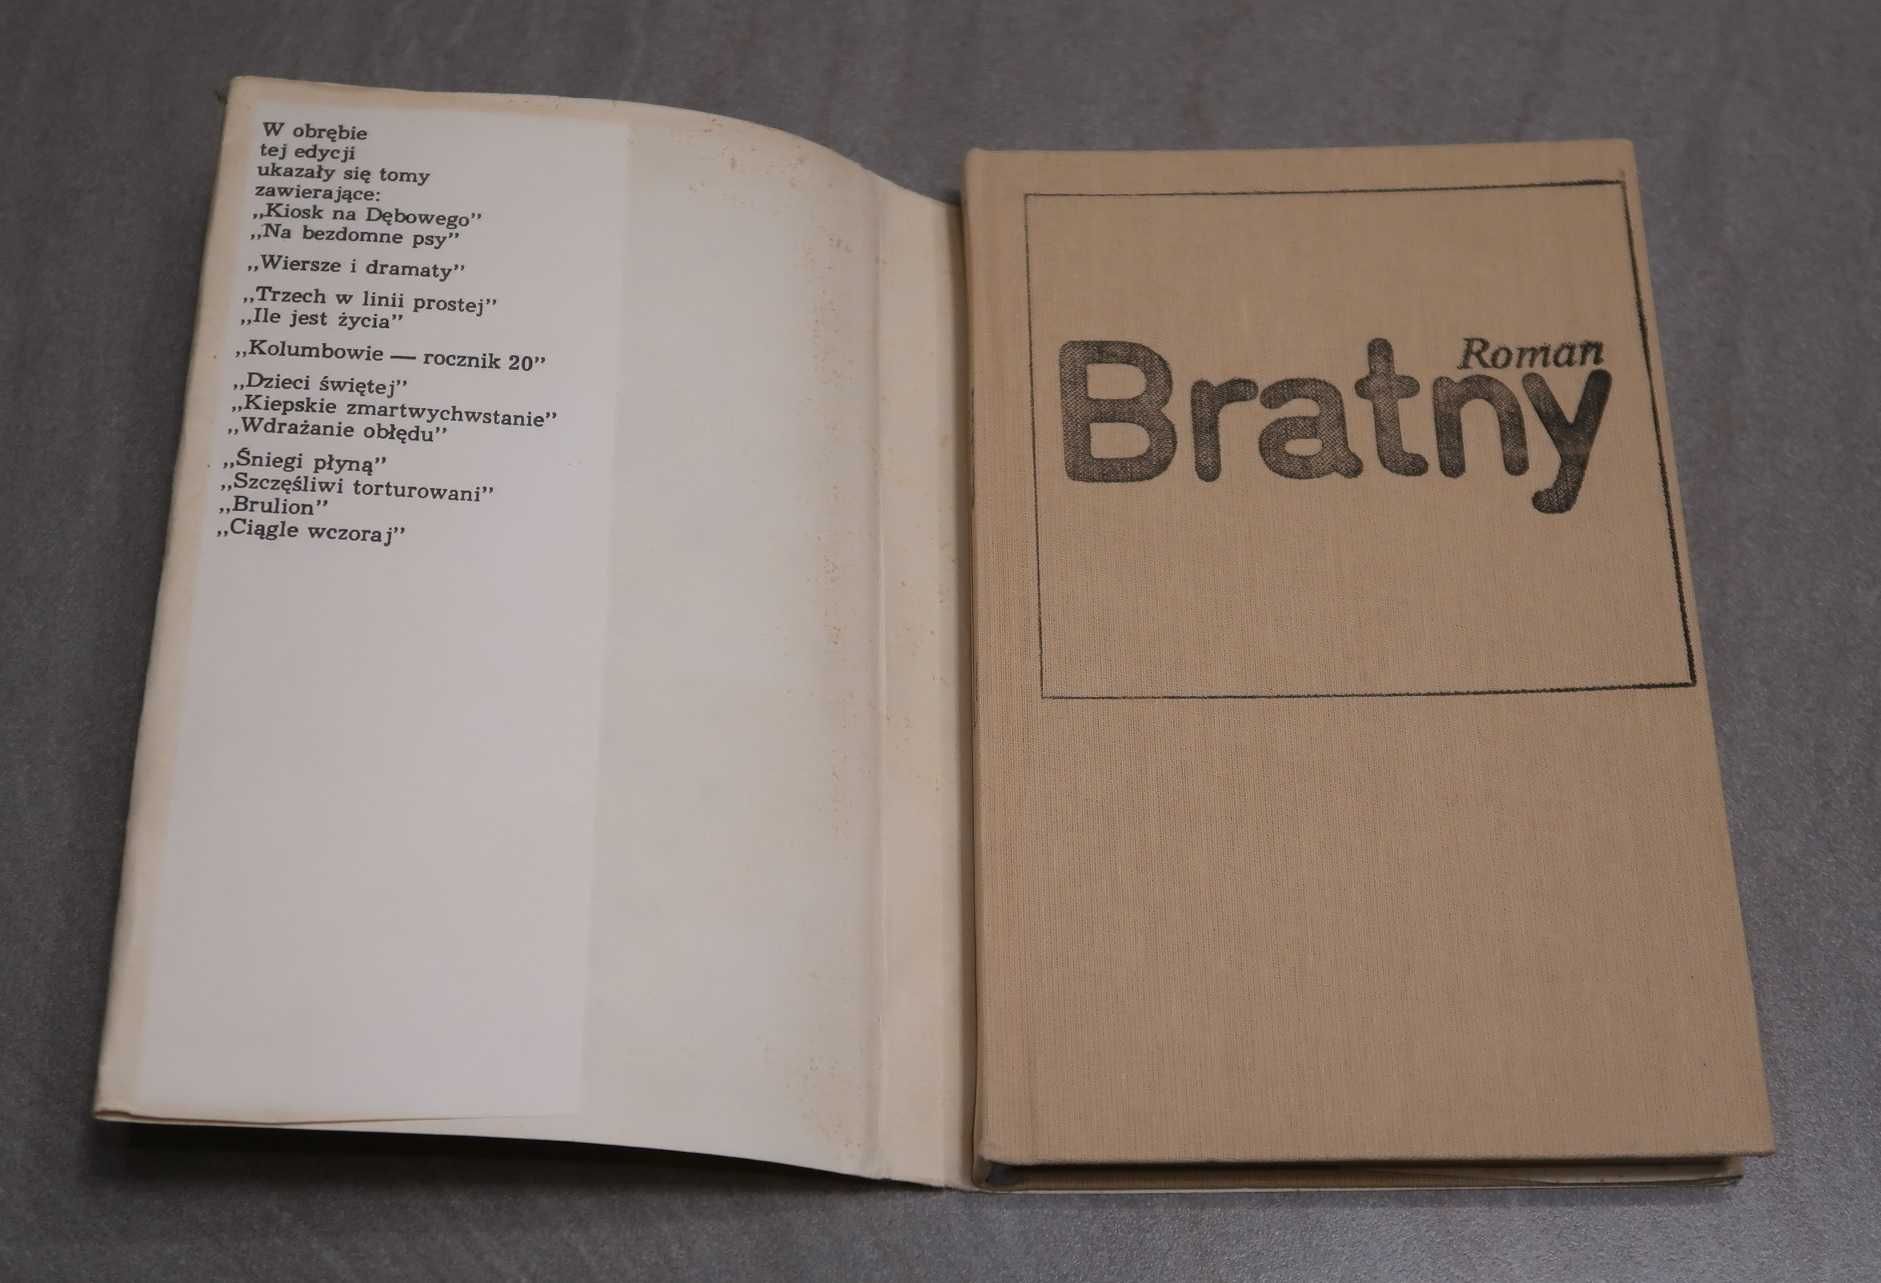 W obrębie
tej edycji
ukazały się tomy
zawierające:
„Kiosk na Dębowego”
„Na bezdomne psy”
„Wiersze i dramaty”
„Trzech w linii prostej”
„Ile jest życia”
„Kolumbowie — rocznik 20”
„Dzieci świętej”
„Kiepskie zmartwychwstanie”
„Wdrażanie obłędu”
„Śniegi płyną”
„Szczęśliwi torturowani”
„Brulion”
„Ciągle wczoraj”
Roman
Bratny